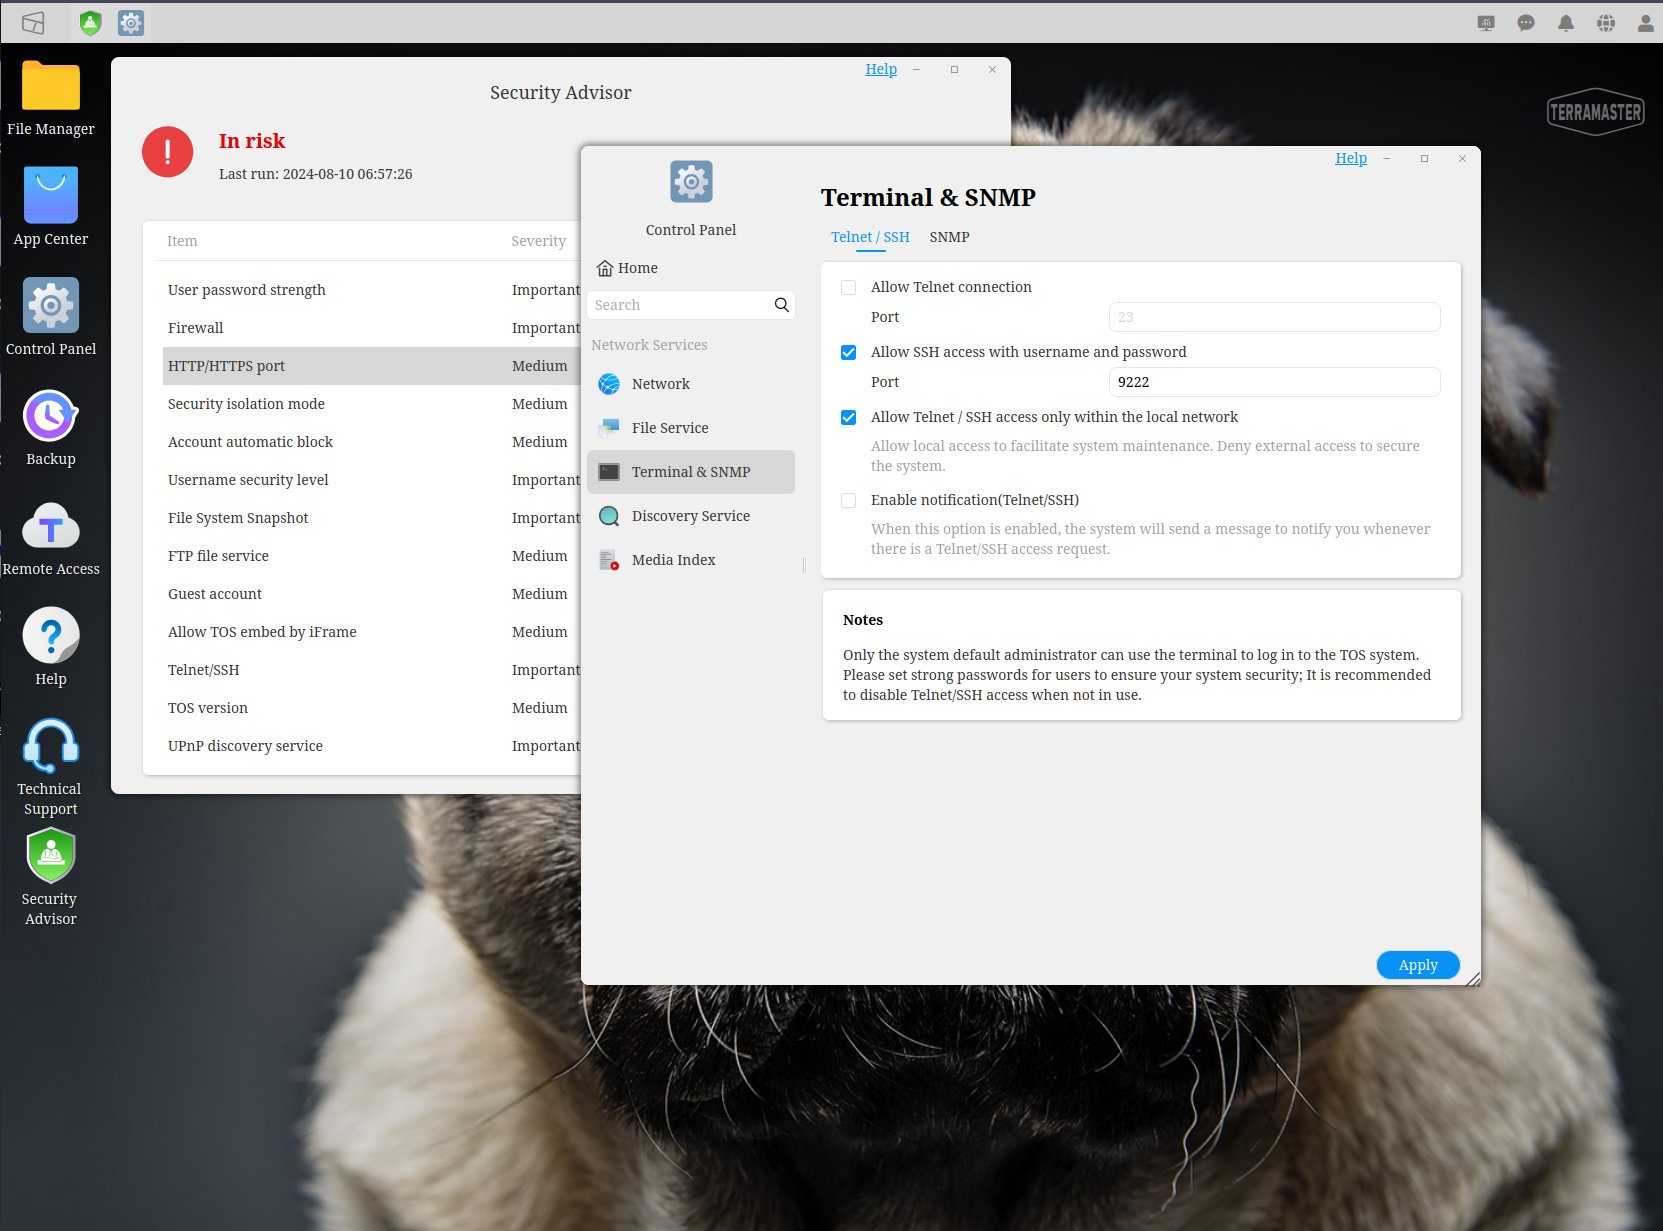 TERRAMASTER
File Manager
App Center
Control Panel
Backup
Remote Access
Help
Technical
Support
Security
Advisor
Help
Security Advisor
In risk
Last run: 2024-08-10 06:57:26
Item Severity
User password strength Important
Firewall Important
HTTP/HTTPS port Medium
Security isolation mode Medium
Account automatic block Medium
Username security level Important
File System Snapshot Important
FTP file service Medium
Guest account Medium
Allow TOS embed by iFrame Medium
Telnet/SSH Important
TOS version Medium
UPnP discovery service Important
Help
Control Panel
Home
Search
Network Services
Network
File Service
Terminal & SNMP
Discovery Service
Media Index
Terminal & SNMP
Telnet / SSH SNMP
Allow Telnet connection
Port 23
Allow SSH access with username and password
Port 9222
Allow Telnet / SSH access only within the local network
Allow local access to facilitate system maintenance. Deny external access to secure
the system.
Enable notification(Telnet/SSH)
When this option is enabled, the system will send a message to notify you whenever
there is a Telnet/SSH access request.
Notes
Only the system default administrator can use the terminal to log in to the TOS system.
Please set strong passwords for users to ensure your system security; It is recommended
to disable Telnet/SSH access when not in use.
Apply